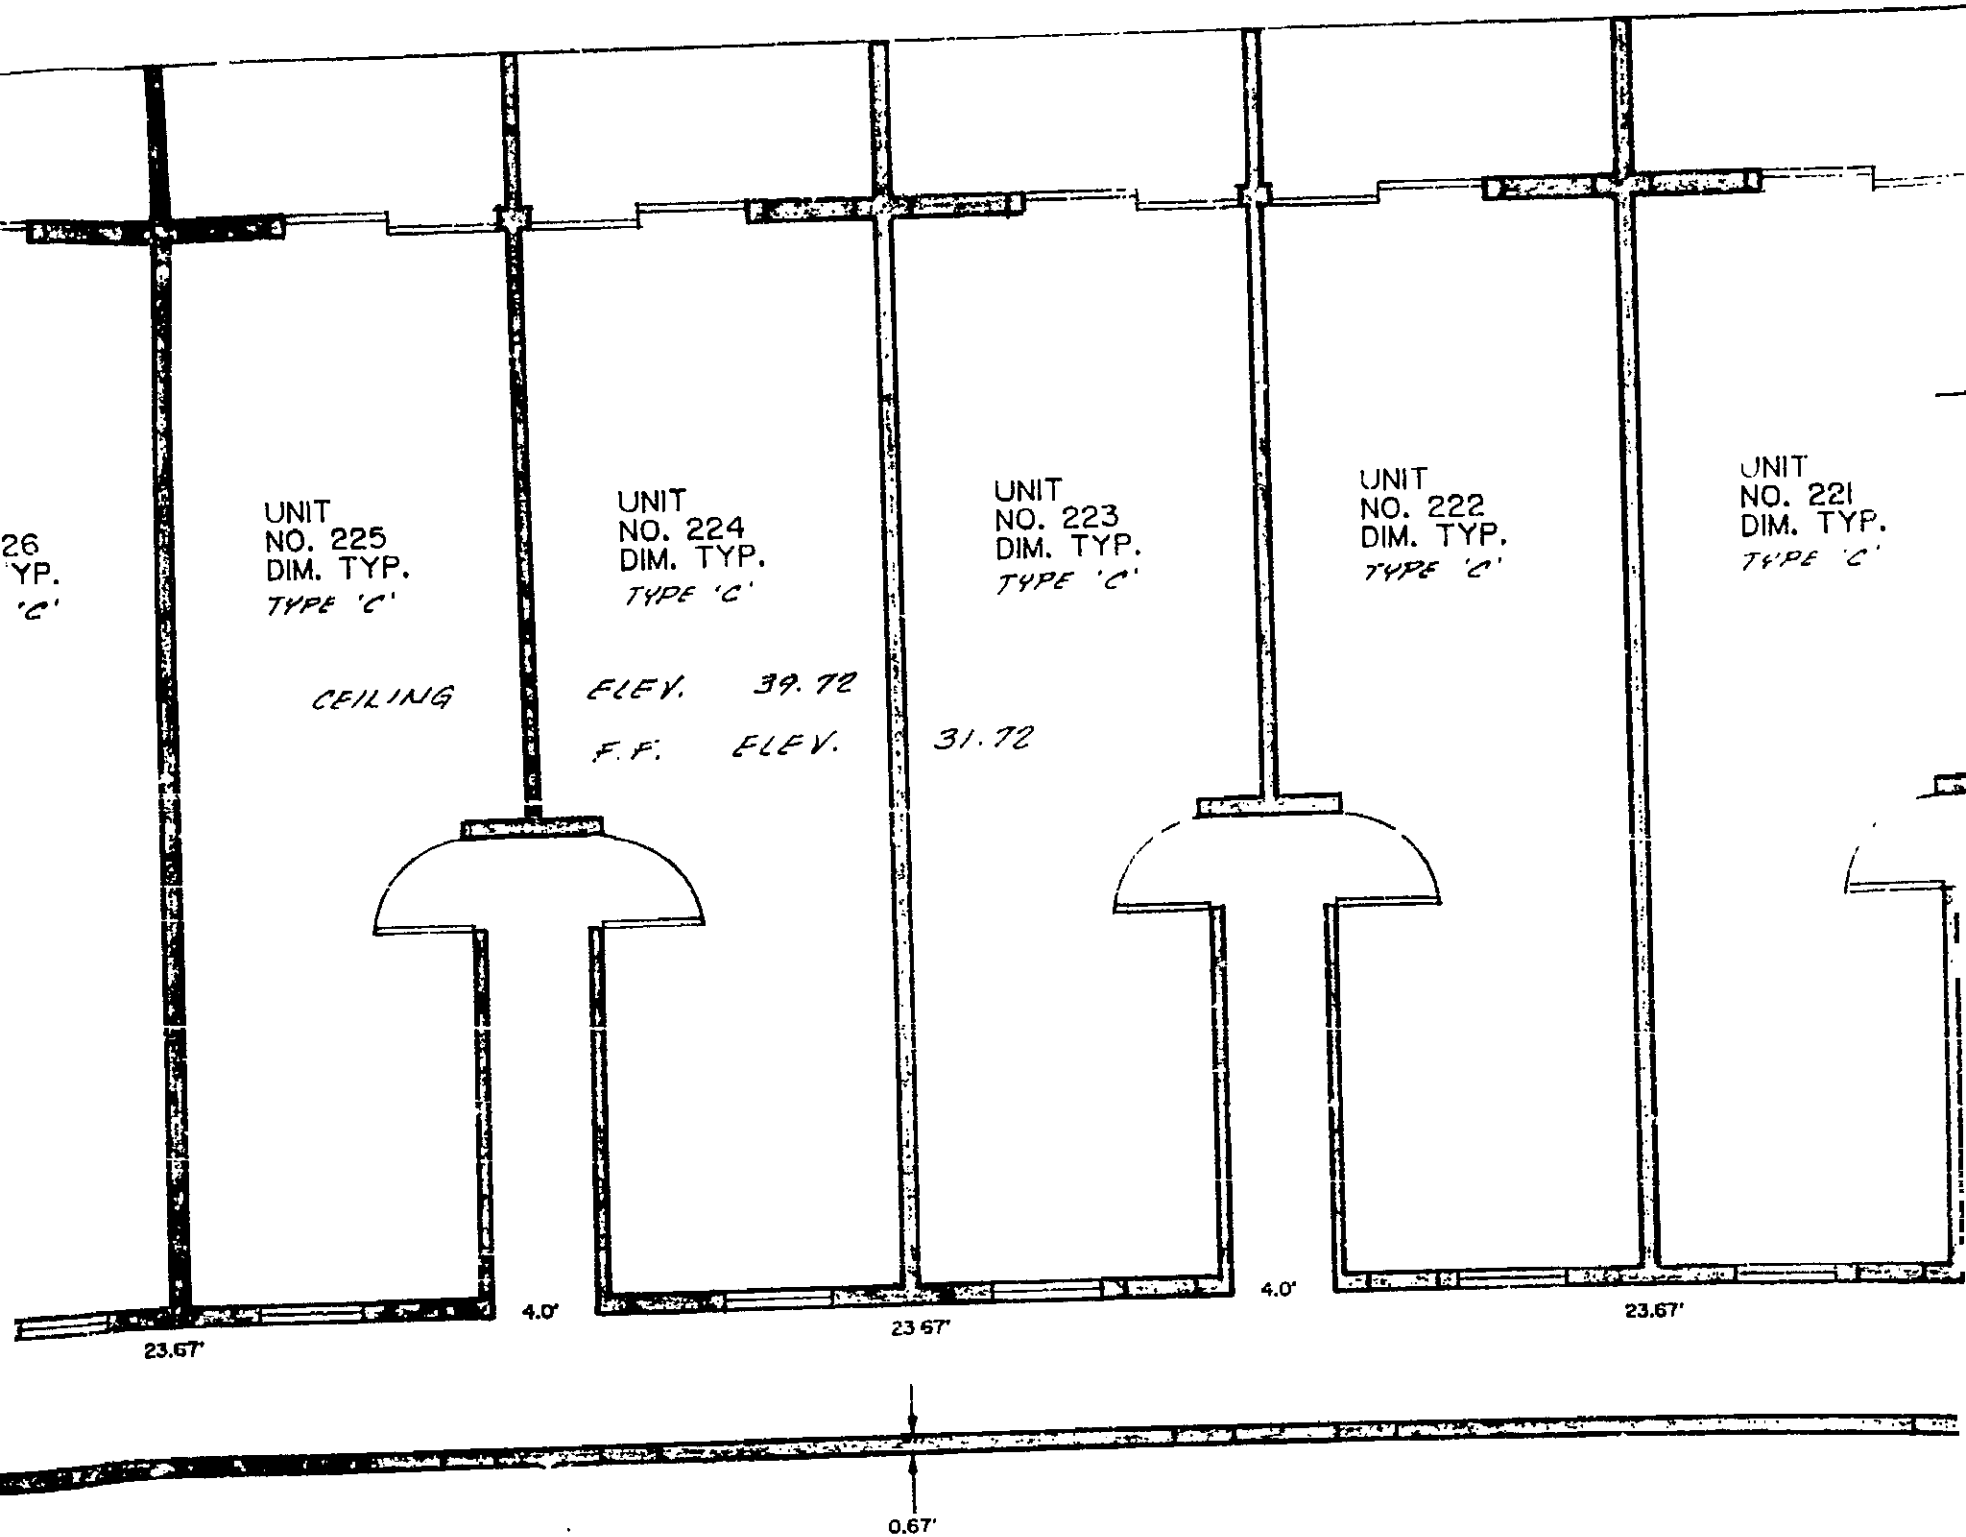 26
YP.
'C'
UNIT
NO. 225
DIM. TYP.
TYPE 'C'
UNIT
NO. 224
DIM. TYP.
TYPE 'C'
UNIT
NO. 223
DIM. TYP.
TYPE 'C'
UNIT
NO. 222
DIM. TYP.
TYPE 'C'
UNIT
NO. 221
DIM. TYP.
TYPE 'C'
CEILING ELEV. 39.72
F.F. ELEV. 31.72
23.67'
4.0'
23.67'
4.0'
23.67'
0.67'